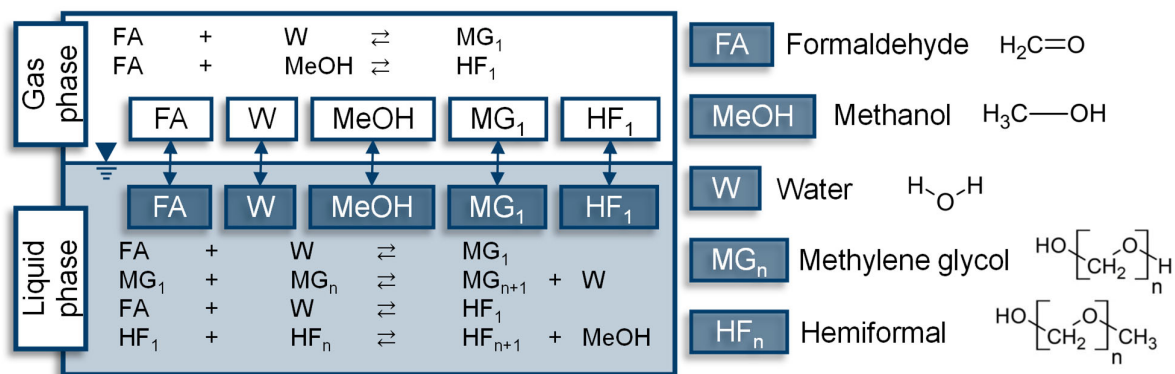 Gas phase
FA + W ⇄ MG₁
FA + MeOH ⇄ HF₁
FA W MeOH MG₁ HF₁
Liquid phase
FA W MeOH MG₁ HF₁
FA + W ⇄ MG₁
MG₁ + MGₙ ⇄ MGₙ₊₁ + W
FA + W ⇄ HF₁
HF₁ + HFₙ ⇄ HFₙ₊₁ + MeOH
FA Formaldehyde H₂C=O
MeOH Methanol H₃C—OH
W Water H O H
MGₙ Methylene glycol HO[CH₂ O]ₙH
HFₙ Hemiformal HO[CH₂ O]ₙCH₃